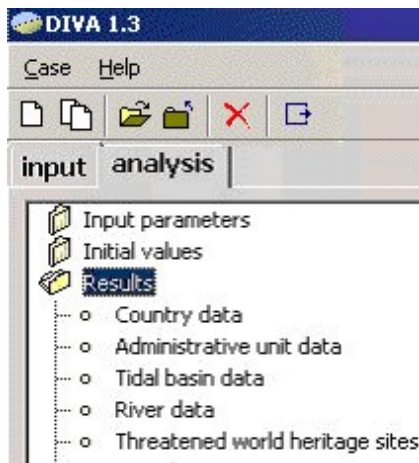 DIVA 1.3
Case Help
input analysis
Input parameters
Initial values
Results
Country data
Administrative unit data
Tidal basin data
River data
Threatened world heritage sites